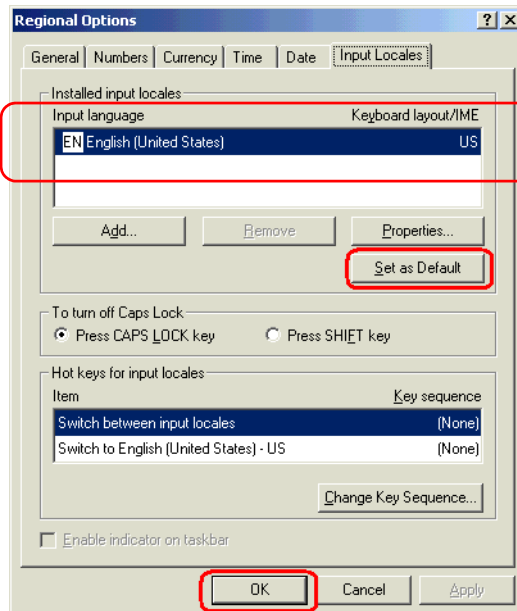 Regional Options
General Numbers Currency Time Date Input Locales
Installed input locales
Input language Keyboard layout/IME
EN English (United States) US
Add... Remove Properties...
Set as Default
To turn off Caps Lock
Press CAPS LOCK key Press SHIFT key
Hot keys for input locales
Item Key sequence
Switch between input locales (None)
Switch to English (United States) - US (None)
Change Key Sequence...
Enable indicator on taskbar
OK Cancel Apply